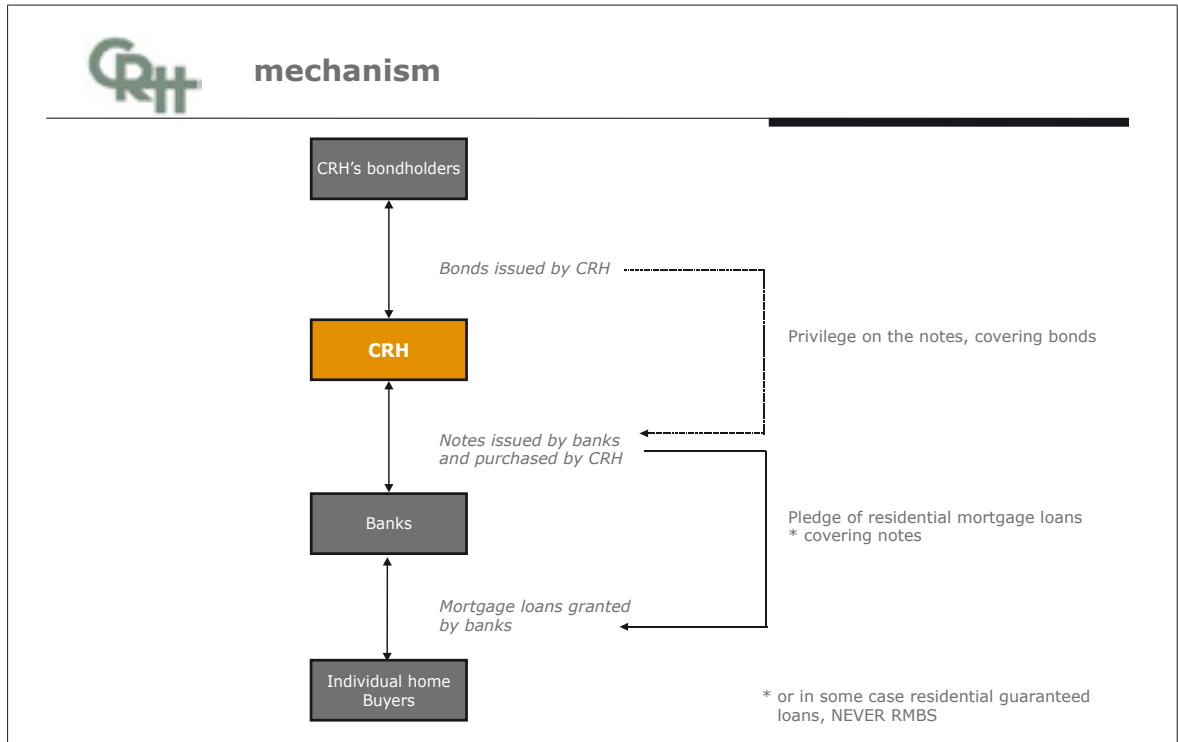 CRH mechanism
CRH’s bondholders
Bonds issued by CRH
Privilege on the notes, covering bonds
CRH
Notes issued by banks
and purchased by CRH
Banks
Pledge of residential mortgage loans
* covering notes
Mortgage loans granted
by banks
Individual home
Buyers
* or in some case residential guaranteed
loans, NEVER RMBS